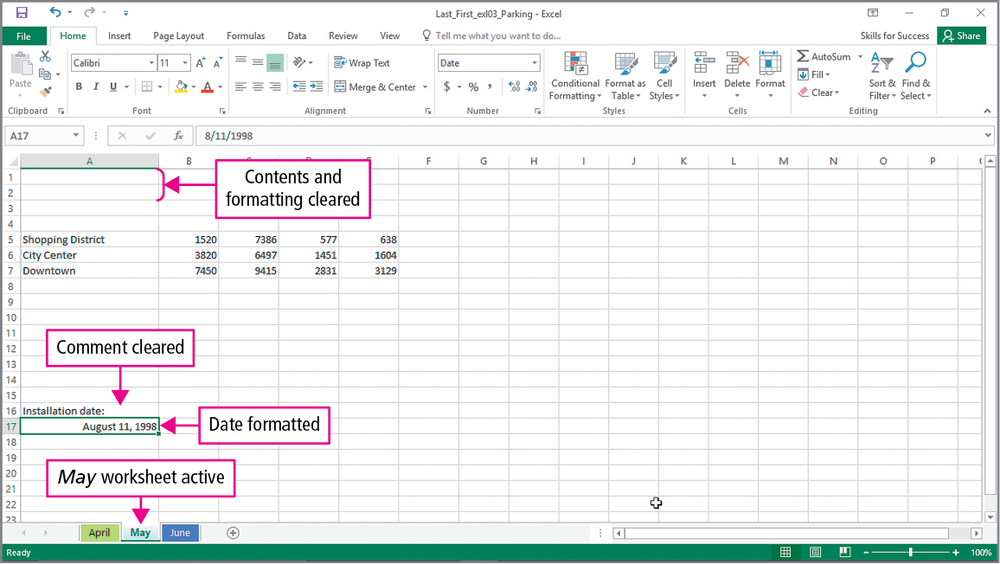 Last_First_exl03_Parking - Excel
File Home Insert Page Layout Formulas Data Review View Tell me what you want to do... Skills for Success Share
Calibri 11 Wrap Text Date AutoSum
Paste Conditional Format as Cell Insert Delete Format Fill Sort & Find &
B I U Merge & Center $ % , .0 .00 Formatting Table Styles Clear Filter Select
Clipboard Font Alignment Number Styles Cells Editing
A17 fx 8/11/1998
A B F G H I J K L M N O P
1
2
3
4
5 Shopping District 1520 7386 577 638
6 City Center 3820 6497 1451 1604
7 Downtown 7450 9415 2831 3129
8
9
10
11
12
13
14
15
16 Installation date:
17 August 11, 1998
18
19
20
21
22
23
Contents and
formatting cleared
Comment cleared
Date formatted
May worksheet active
April May June
Ready 100%